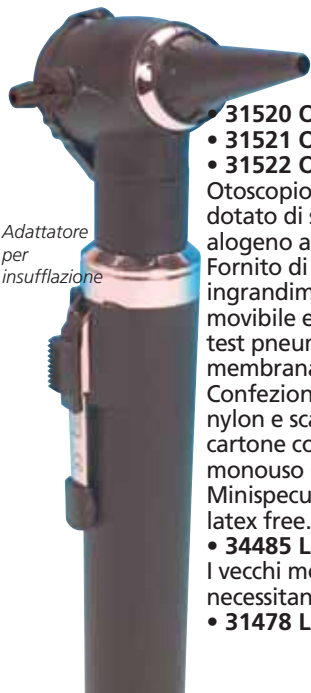 Adattatore
per
insufflazione
• 31520 O
• 31521 O
• 31522 O
Otoscopio
dotato di s
alogeno a
Fornito di
ingrandim
movibile e
test pneum
membrana
Confezion
nylon e sca
cartone co
monouso
Minispecu
latex free.
• 34485 L
I vecchi mo
necessitan
• 31478 L